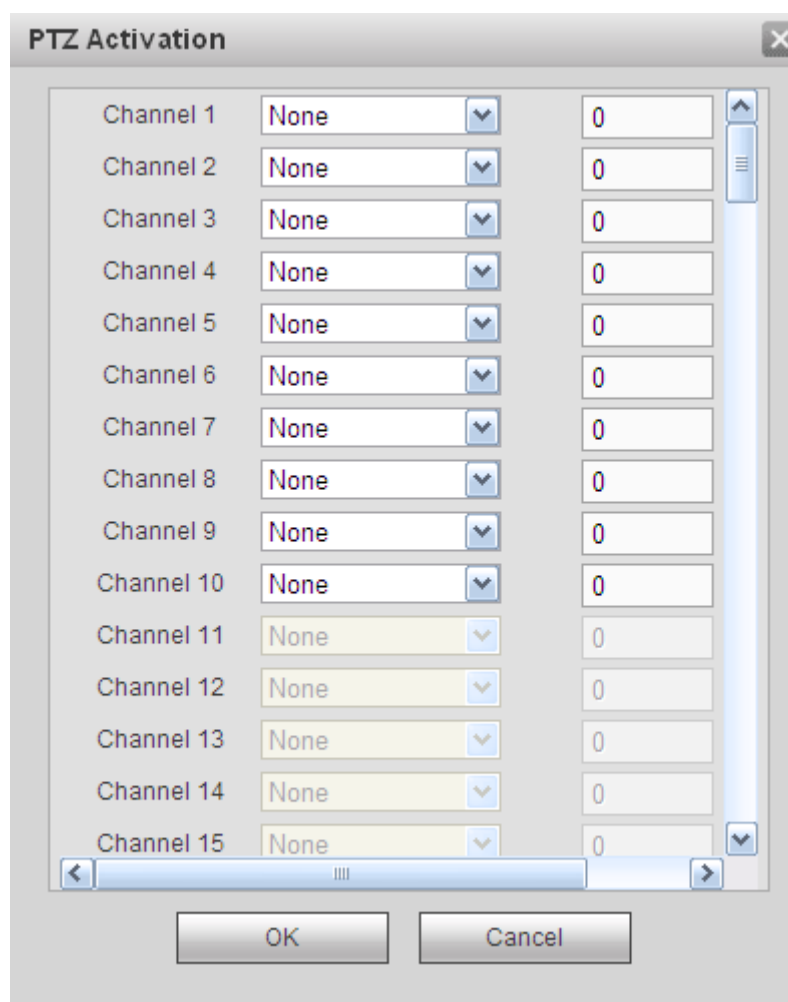 PTZ Activation
Channel 1 None 0
Channel 2 None 0
Channel 3 None 0
Channel 4 None 0
Channel 5 None 0
Channel 6 None 0
Channel 7 None 0
Channel 8 None 0
Channel 9 None 0
Channel 10 None 0
Channel 11 None 0
Channel 12 None 0
Channel 13 None 0
Channel 14 None 0
Channel 15 None 0
OK Cancel